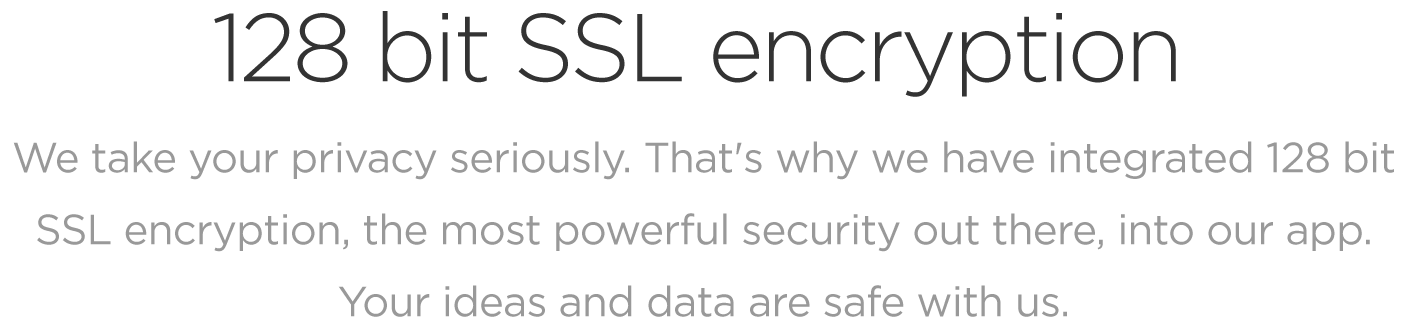 128 bit SSL encryption
We take your privacy seriously. That's why we have integrated 128 bit
SSL encryption, the most powerful security out there, into our app.
Your ideas and data are safe with us.